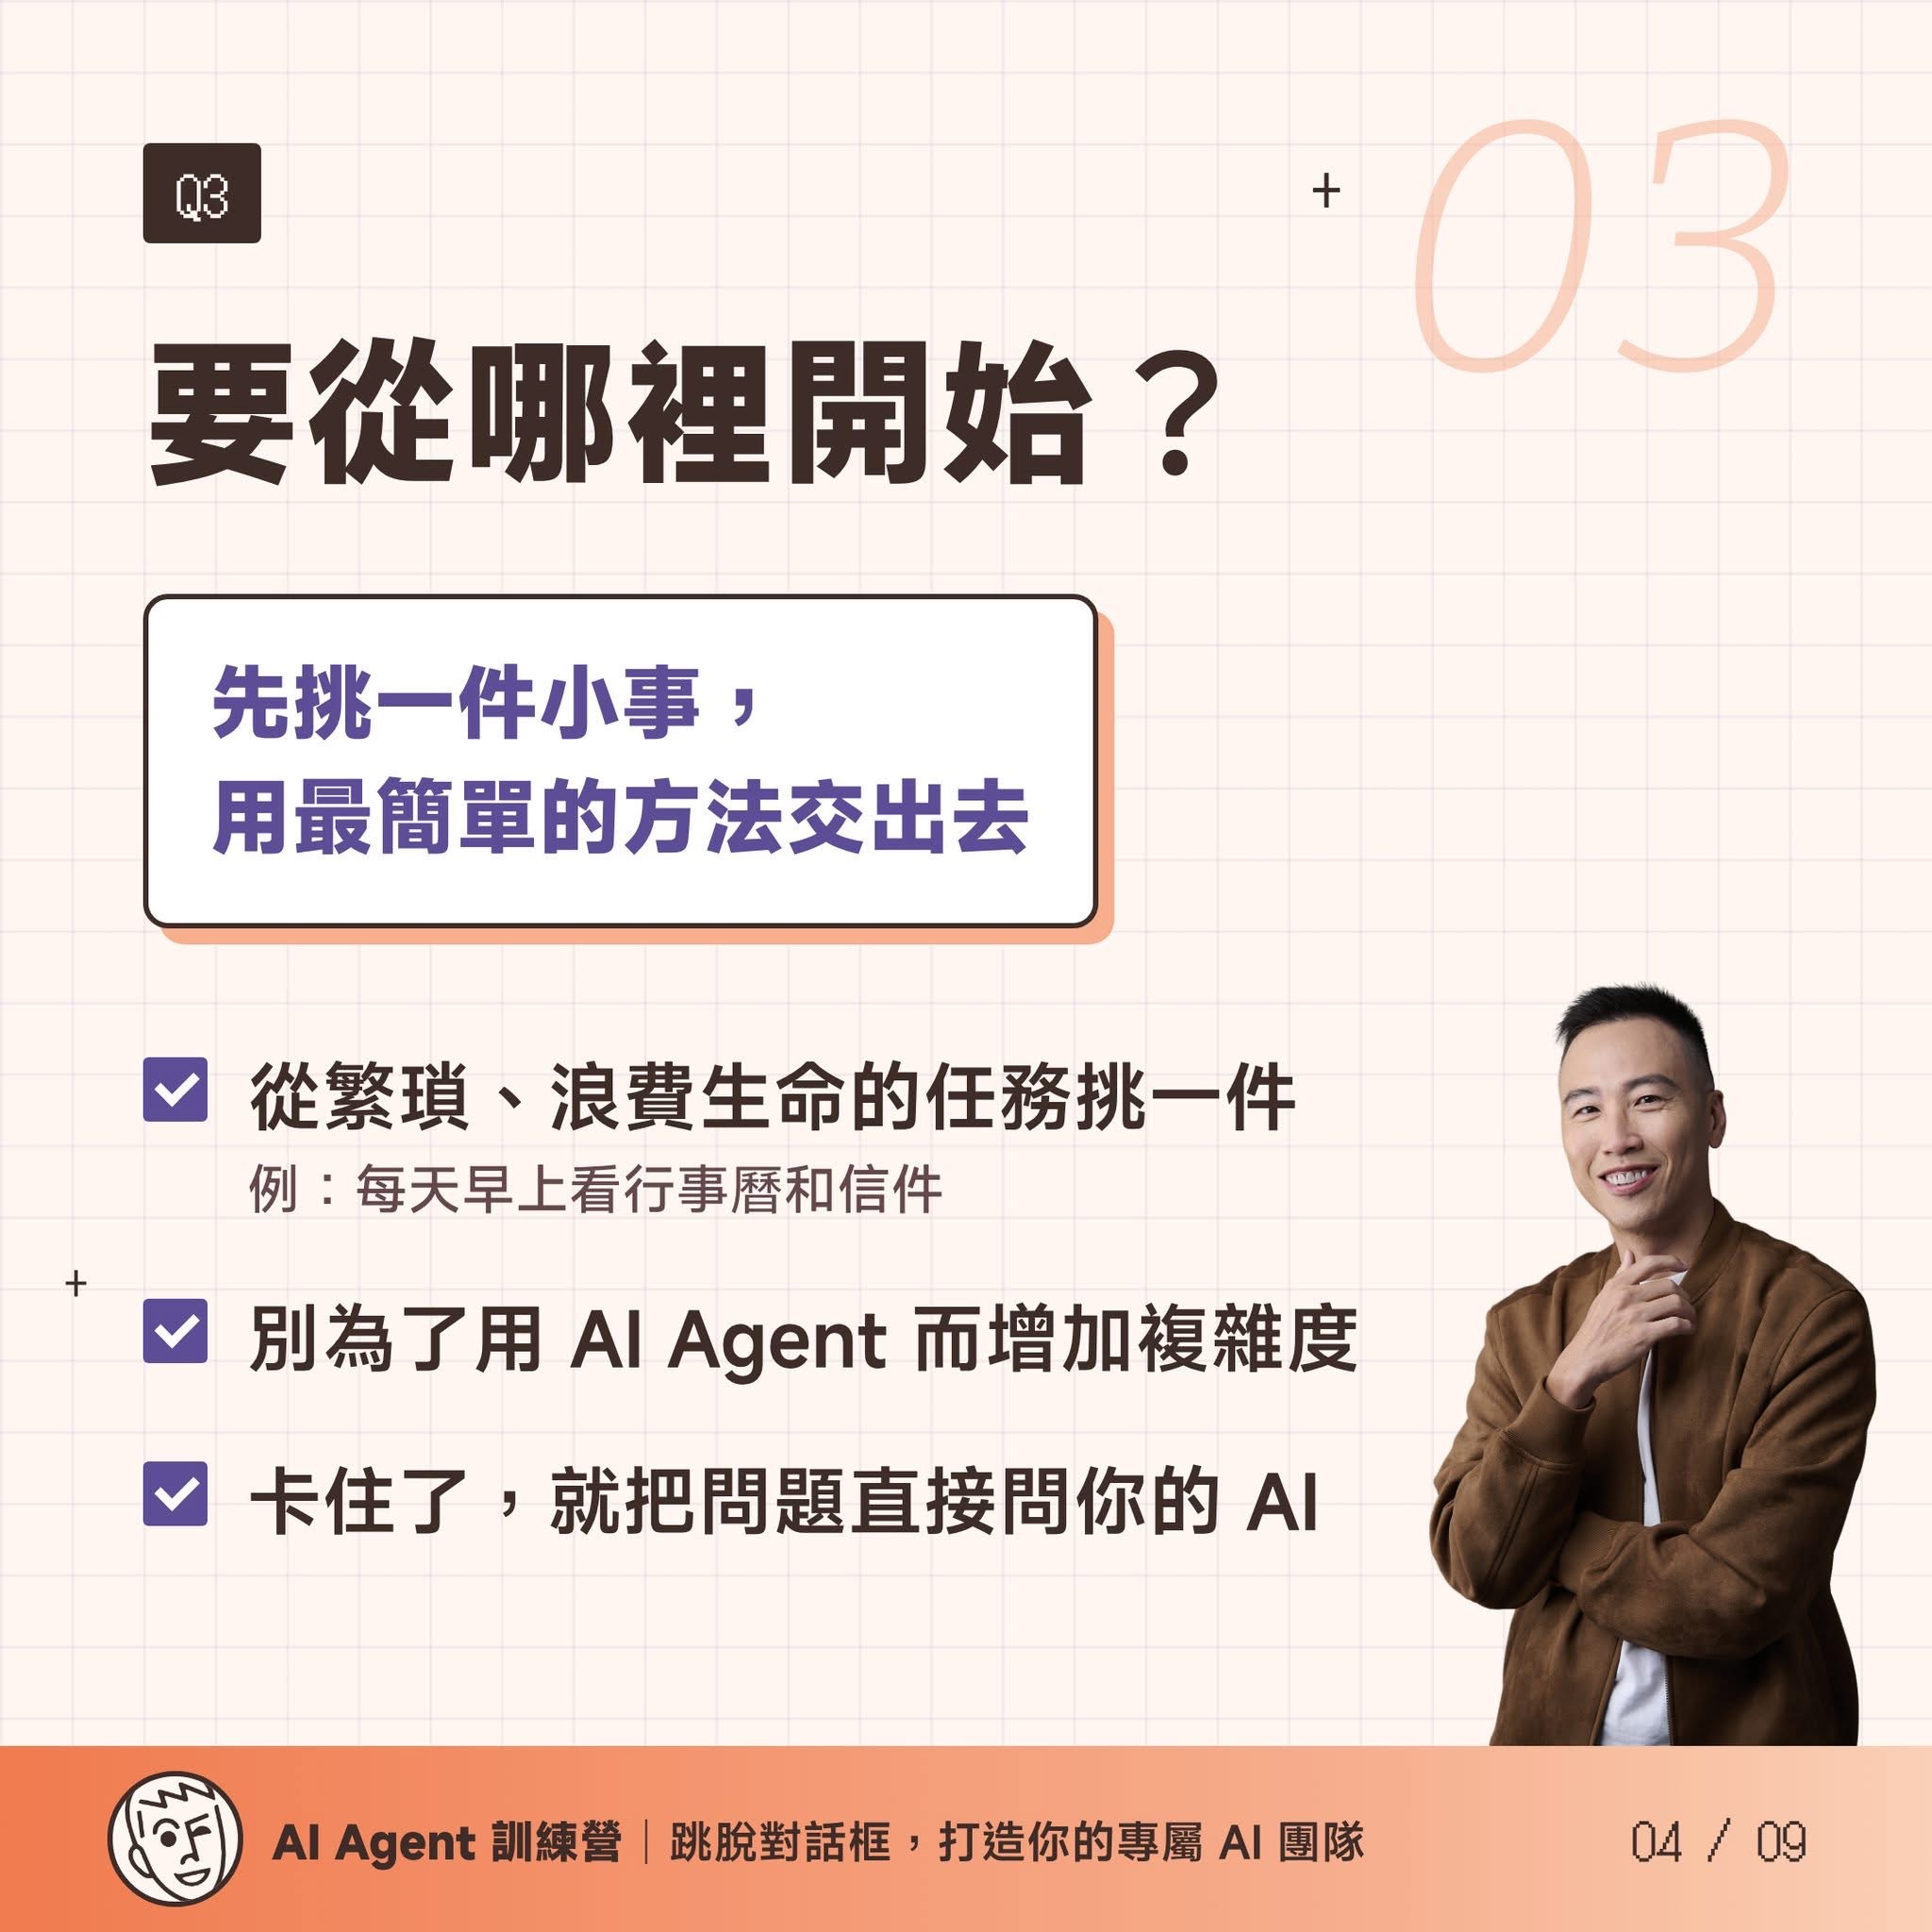 Q3
03
要從哪裡開始？
先挑一件小事，
用最簡單的方法交出去
從繁瑣、浪費生命的任務挑一件
例：每天早上看行事曆和信件
別為了用 AI Agent 而增加複雜度
卡住了，就把問題直接問你的 AI
AI Agent 訓練營｜跳脫對話框，打造你的專屬 AI 團隊
04 / 09